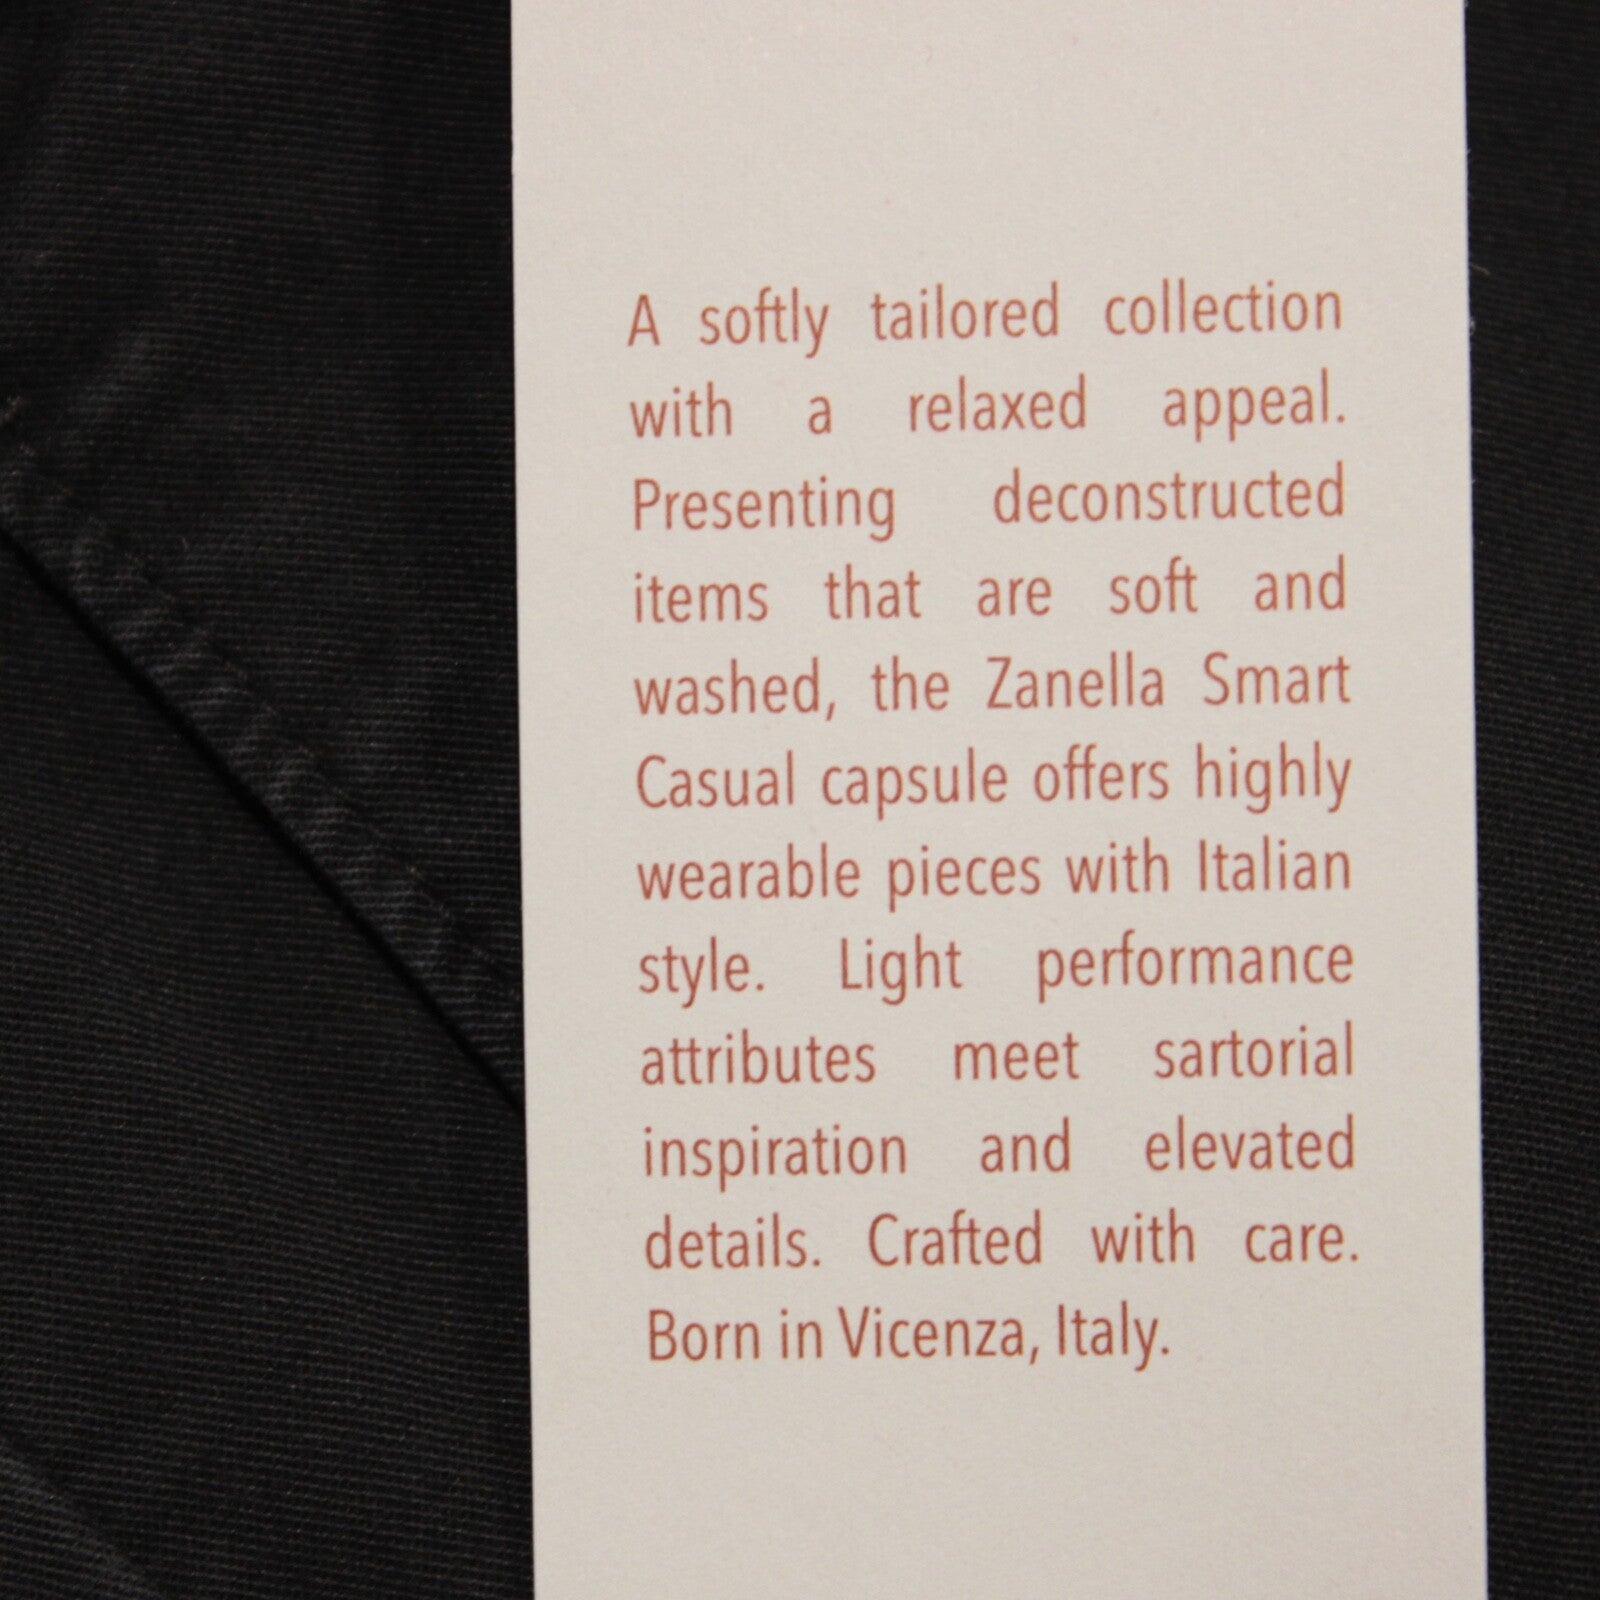 A softly tailored collection
with a relaxed appeal.
Presenting deconstructed
items that are soft and
washed, the Zanella Smart
Casual capsule offers highly
wearable pieces with Italian
style. Light performance
attributes meet sartorial
inspiration and elevated
details. Crafted with care.
Born in Vicenza, Italy.